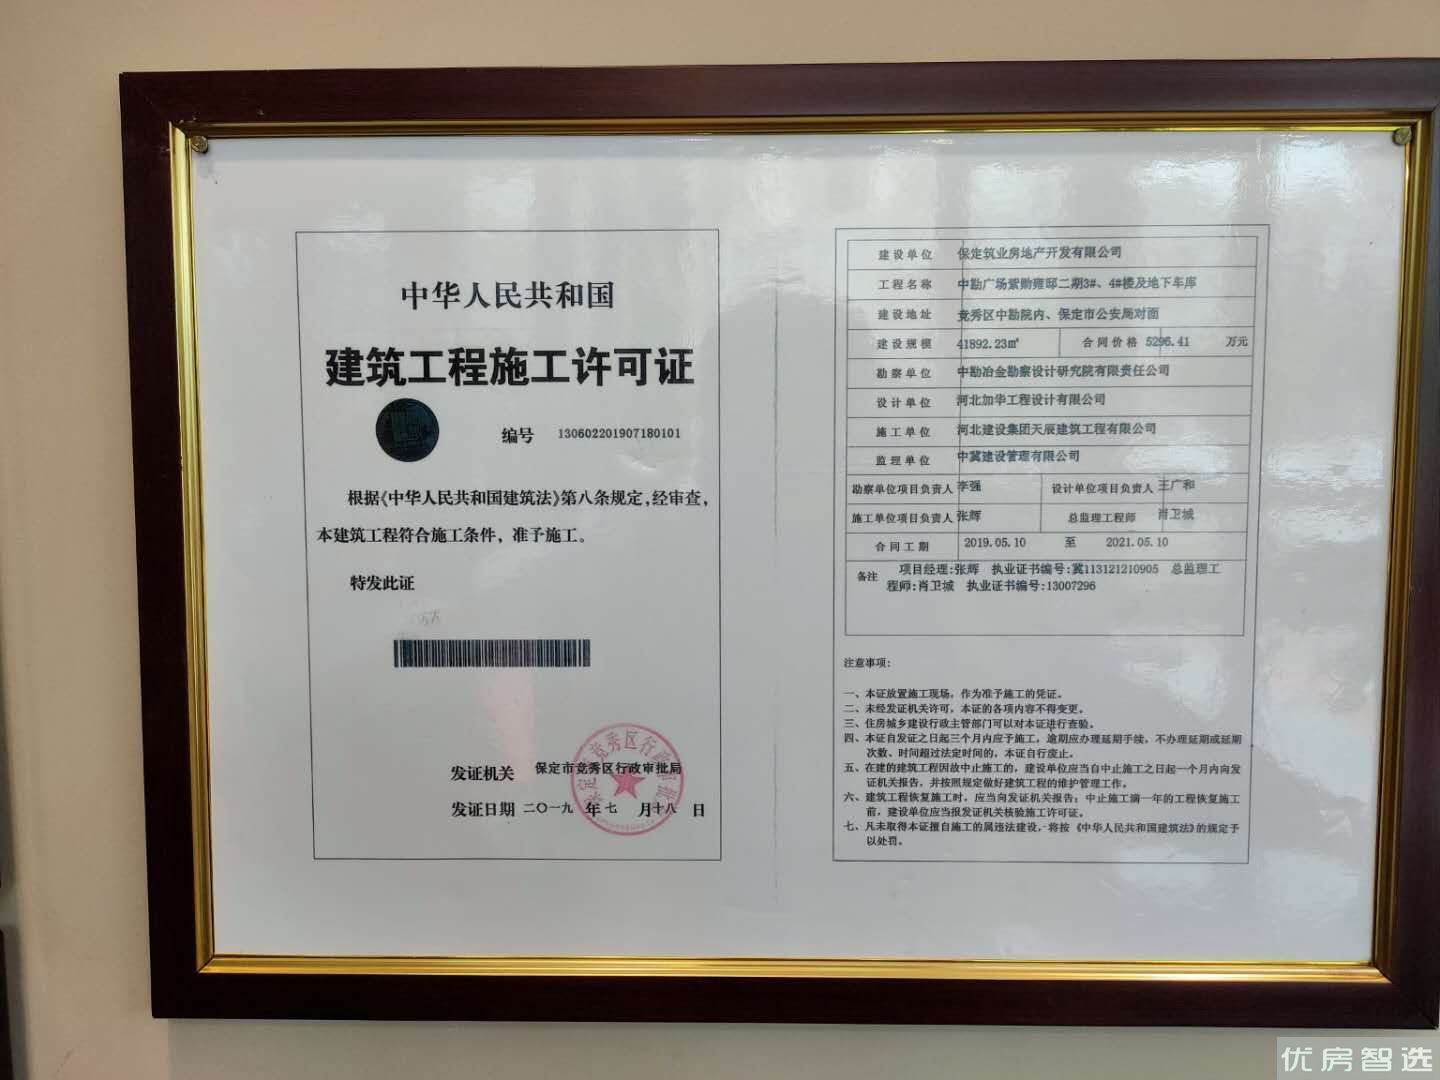 中华人民共和国
建筑工程施工许可证
编号 130602201907180101
根据《中华人民共和国建筑法》第八条规定,经审查,
本建筑工程符合施工条件，准予施工。
特发此证
发证机关 保定市竞秀区行政审批局
发证日期 二〇一九 年 七 月 十八 日
建设单位 保定筑业房地产开发有限公司
工程名称 中勘广场紫勋雍邸二期3#、4#楼及地下车库
建设地址 竞秀区中勘院内、保定市公安局对面
建设规模 41892.23㎡ 合同价格 5296.41 万元
勘察单位 中勘冶金勘察设计研究院有限责任公司
设计单位 河北加华工程设计有限公司
施工单位 河北建设集团天辰建筑工程有限公司
监理单位 中冀建设管理有限公司
勘察单位项目负责人 李强 设计单位项目负责人 王广和
施工单位项目负责人 张辉 总监理工程师 肖卫城
合同工期 2019.05.10 至 2021.05.10
备注 项目经理:张辉 执业证书编号:冀113121210905 总监理工
程师:肖卫城 执业证书编号:13007296
注意事项:
一、本证放置施工现场，作为准予施工的凭证。
二、未经发证机关许可，本证的各项内容不得变更。
三、住房城乡建设行政主管部门可以对本证进行查验。
四、本证自发证之日起三个月内应予施工，逾期应办理延期手续，不办理延期或延期
次数、时间超过法定时间的，本证自行废止。
五、在建的建筑工程因故中止施工的，建设单位应当自中止施工之日起一个月内向发
证机关报告，并按照规定做好建筑工程的维护管理工作。
六、建筑工程恢复施工时，应当向发证机关报告；中止施工满一年的工程恢复施工
前，建设单位应当报发证机关核验施工许可证。
七、凡未取得本证擅自施工的属违法建设，将按《中华人民共和国建筑法》的规定予
以处罚。
优房智选